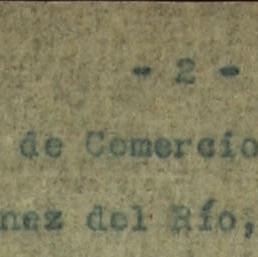 - 2 -
de Comercio
nez del Río,